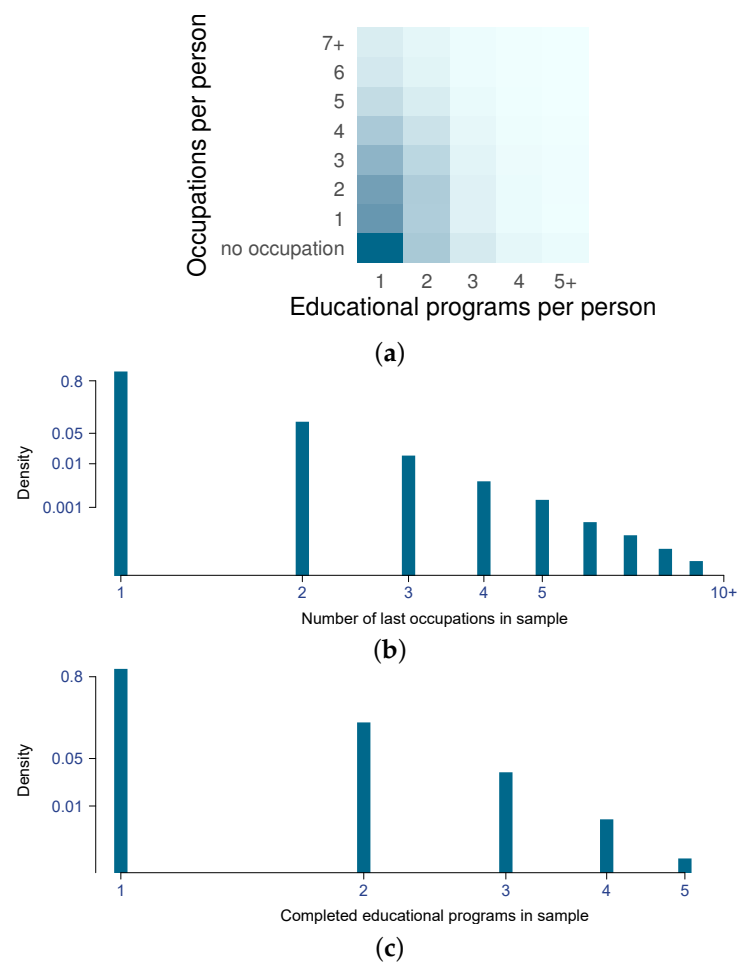 Occupations per person
7+
6
5
4
3
2
1
no occupation
1 2 3 4 5+
Educational programs per person
(a)
Density
0.8
0.05
0.01
0.001
1 2 3 4 5 10+
Number of last occupations in sample
(b)
Density
0.8
0.05
0.01
1 2 3 4 5
Completed educational programs in sample
(c)